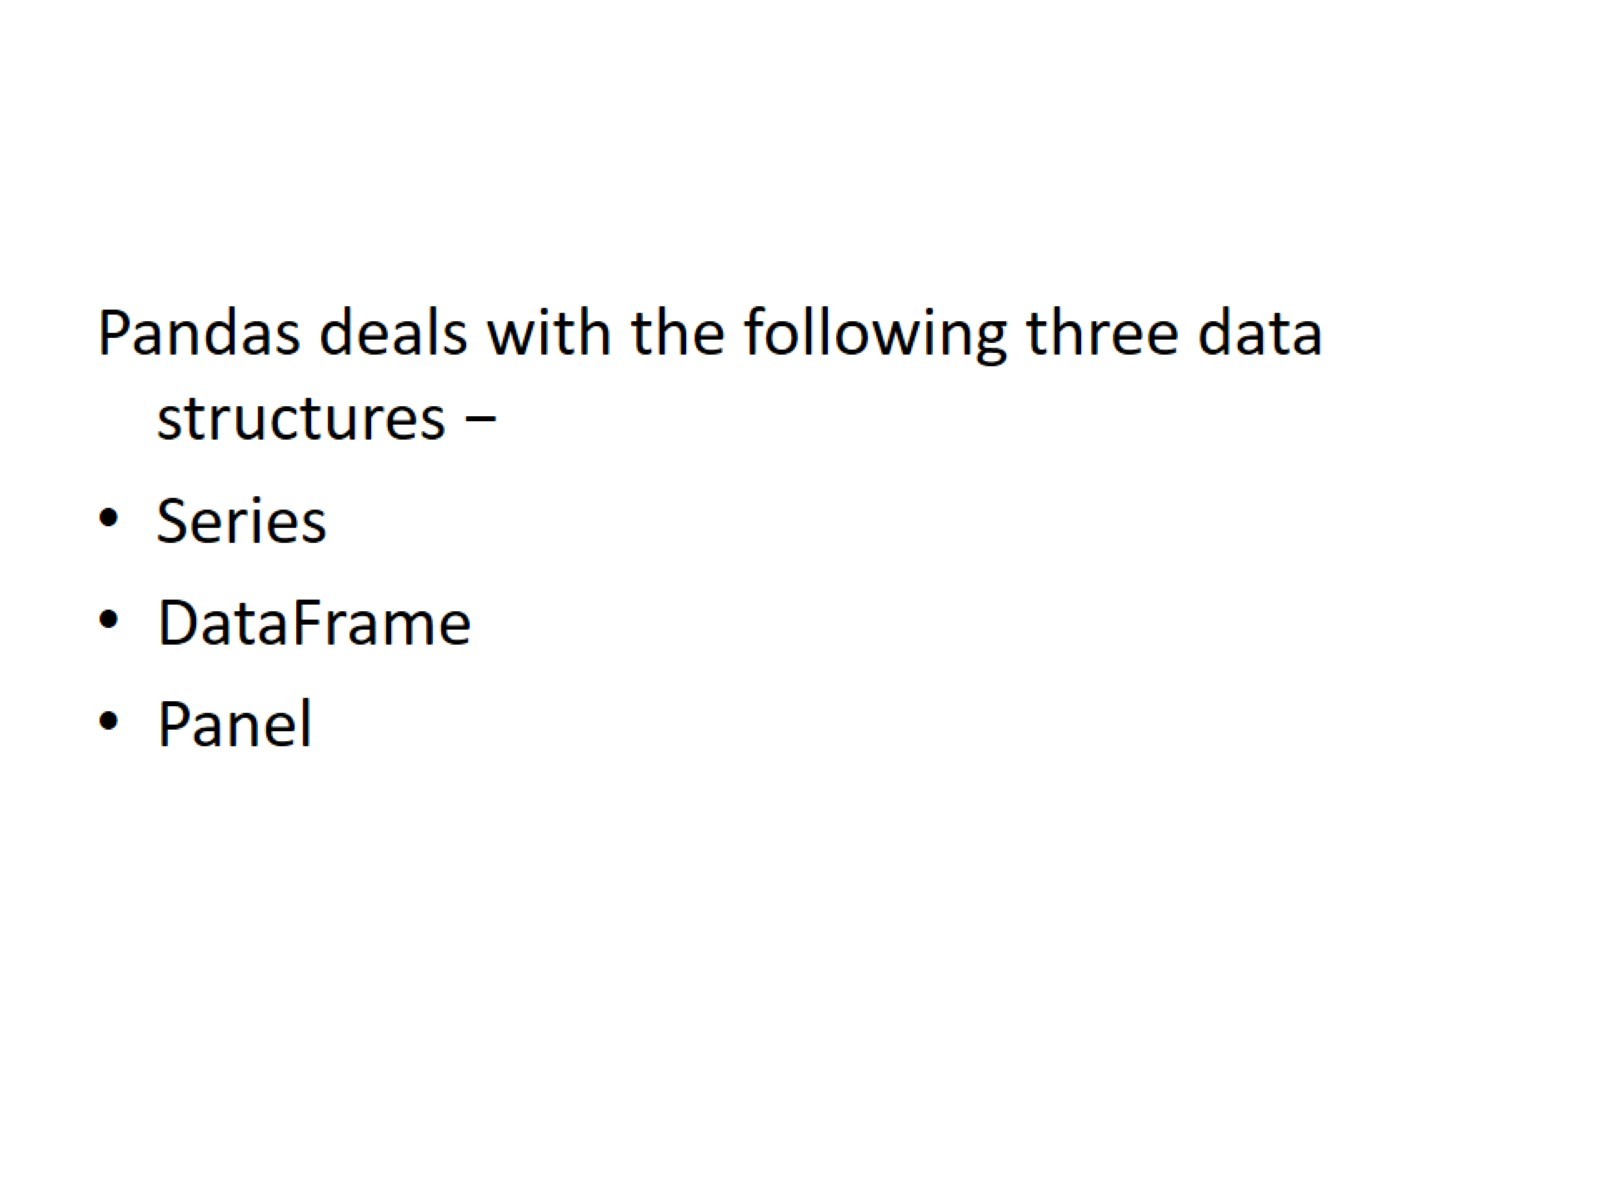 Pandas deals with the following three data
structures –
• Series
• DataFrame
• Panel